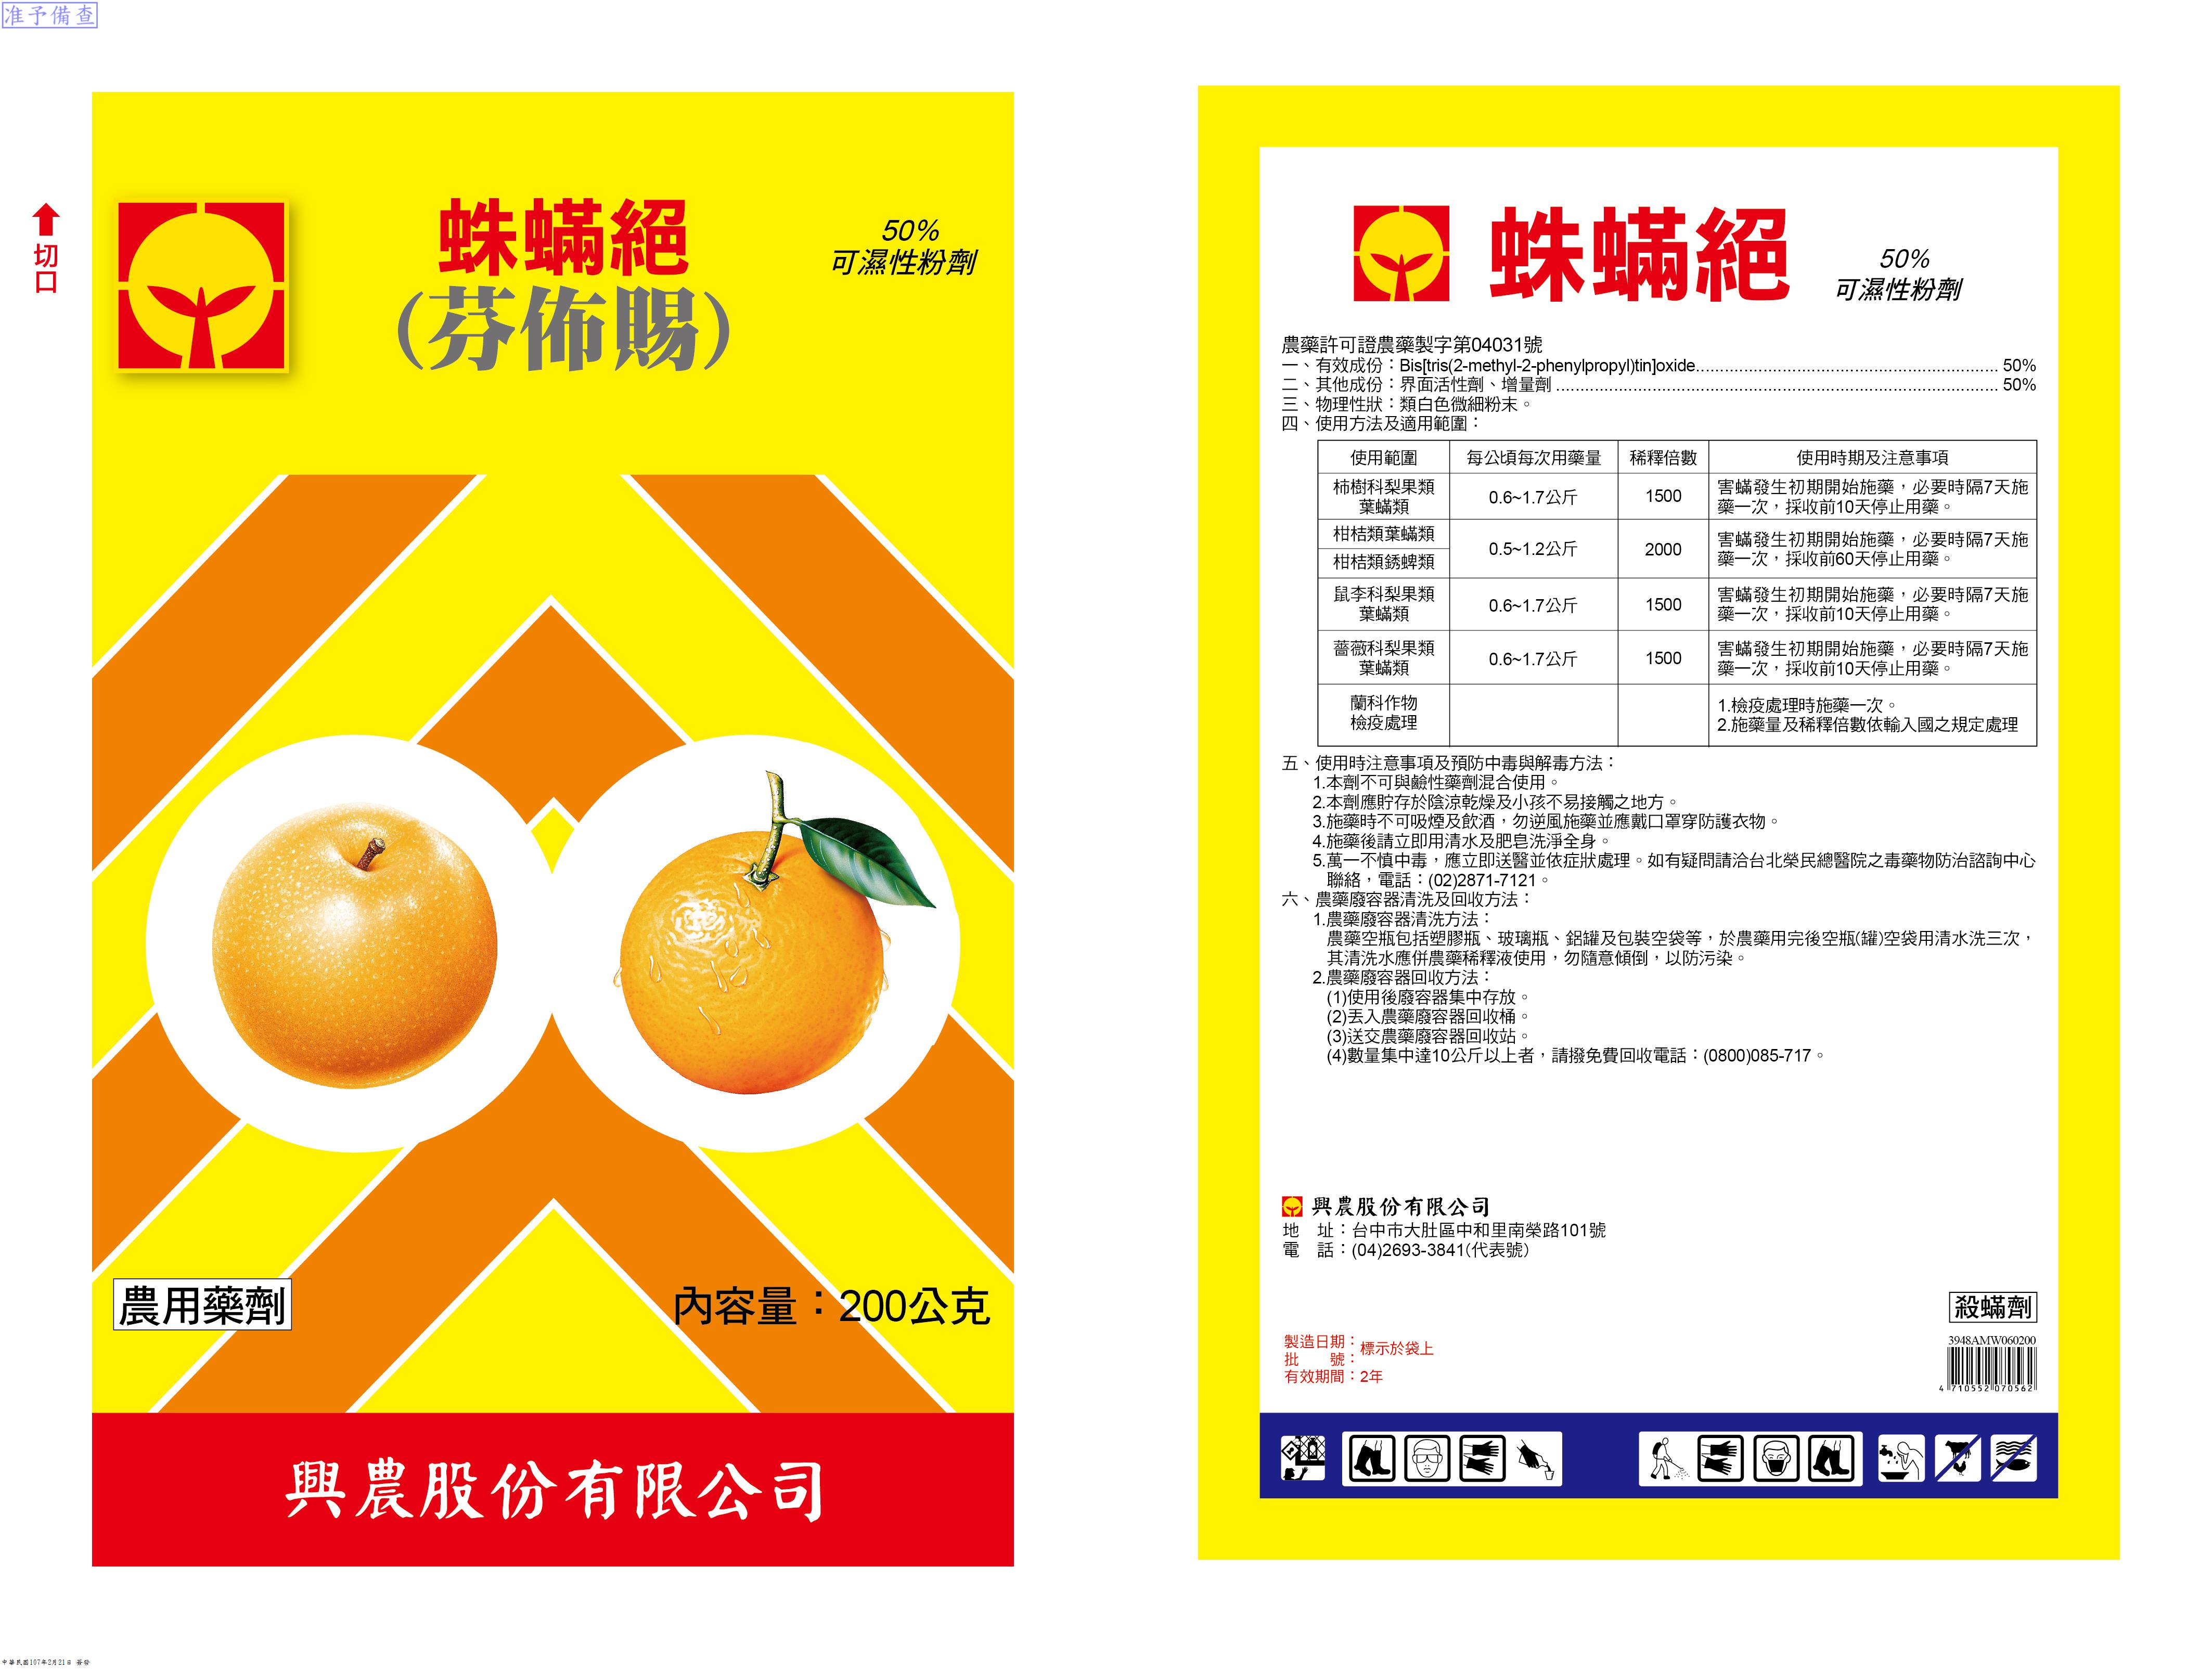 准予備查
切口
蛛蟎絕
(芬佈賜)
50%
可濕性粉劑
農用藥劑
內容量：200公克
興農股份有限公司
蛛蟎絕
50%
可濕性粉劑
農藥許可證農藥製字第04031號
一、有效成份：Bis[tris(2-methyl-2-phenylpropyl)tin]oxide..................................................... 50%
二、其他成份：界面活性劑、增量劑 .............................................................................. 50%
三、物理性狀：類白色微細粉末。
四、使用方法及適用範圍：
使用範圍 每公頃每次用藥量 稀釋倍數 使用時期及注意事項
柿樹科梨果類
葉蟎類
0.6~1.7公斤
1500
害蟎發生初期開始施藥，必要時隔7天施
藥一次，採收前10天停止用藥。
柑桔類葉蟎類
柑桔類銹蜱類
0.5~1.2公斤
2000
害蟎發生初期開始施藥，必要時隔7天施
藥一次，採收前60天停止用藥。
鼠李科梨果類
葉蟎類
0.6~1.7公斤
1500
害蟎發生初期開始施藥，必要時隔7天施
藥一次，採收前10天停止用藥。
薔薇科梨果類
葉蟎類
0.6~1.7公斤
1500
害蟎發生初期開始施藥，必要時隔7天施
藥一次，採收前10天停止用藥。
蘭科作物
檢疫處理
1.檢疫處理時施藥一次。
2.施藥量及稀釋倍數依輸入國之規定處理
五、使用時注意事項及預防中毒與解毒方法：
1.本劑不可與鹼性藥劑混合使用。
2.本劑應貯存於陰涼乾燥及小孩不易接觸之地方。
3.施藥時不可吸煙及飲酒，勿逆風施藥並應戴口罩穿防護衣物。
4.施藥後請立即用清水及肥皂洗淨全身。
5.萬一不慎中毒，應立即送醫並依症狀處理。如有疑問請洽台北榮民總醫院之毒藥物防治諮詢中心
聯絡，電話：(02)2871-7121。
六、農藥廢容器清洗及回收方法：
1.農藥廢容器清洗方法：
農藥空瓶包括塑膠瓶、玻璃瓶、鋁罐及包裝空袋等，於農藥用完後空瓶(罐)空袋用清水洗三次，
其清洗水應併農藥稀釋液使用，勿隨意傾倒，以防污染。
2.農藥廢容器回收方法：
(1)使用後廢容器集中存放。
(2)丟入農藥廢容器回收桶。
(3)送交農藥廢容器回收站。
(4)數量集中達10公斤以上者，請撥免費回收電話：(0800)085-717。
興農股份有限公司
地　址：台中市大肚區中和里南榮路101號
電　話：(04)2693-3841(代表號)
殺蟎劑
3948AMW060200
4 710552 070562
製造日期：
批　　號：
標示於袋上
有效期間：2年
中華民國107年2月21日 簽發